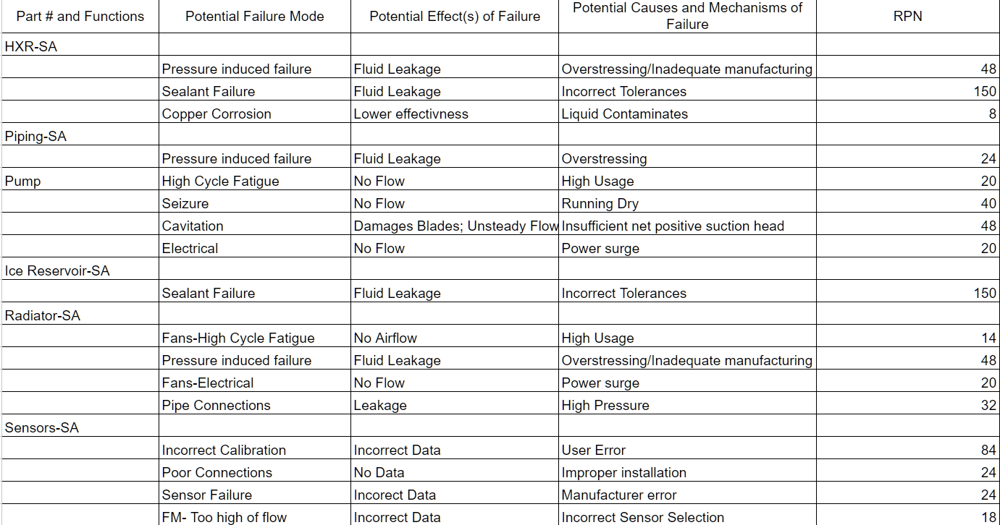 Part # and Functions Potential Failure Mode Potential Effect(s) of Failure Potential Causes and Mechanisms of Failure RPN
HXR-SA
Pressure induced failure Fluid Leakage Overstressing/Inadequate manufacturing 48
Sealant Failure Fluid Leakage Incorrect Tolerances 150
Copper Corrosion Lower effectivness Liquid Contaminates 8
Piping-SA
Pressure induced failure Fluid Leakage Overstressing 24
Pump High Cycle Fatigue No Flow High Usage 20
Seizure No Flow Running Dry 40
Cavitation Damages Blades; Unsteady Flow Insufficient net positive suction head 48
Electrical No Flow Power surge 20
Ice Reservoir-SA
Sealant Failure Fluid Leakage Incorrect Tolerances 150
Radiator-SA
Fans-High Cycle Fatigue No Airflow High Usage 14
Pressure induced failure Fluid Leakage Overstressing/Inadequate manufacturing 48
Fans-Electrical No Flow Power surge 20
Pipe Connections Leakage High Pressure 32
Sensors-SA
Incorrect Calibration Incorrect Data User Error 84
Poor Connections No Data Improper installation 24
Sensor Failure Incorect Data Manufacturer error 24
FM- Too high of flow Incorrect Data Incorrect Sensor Selection 18